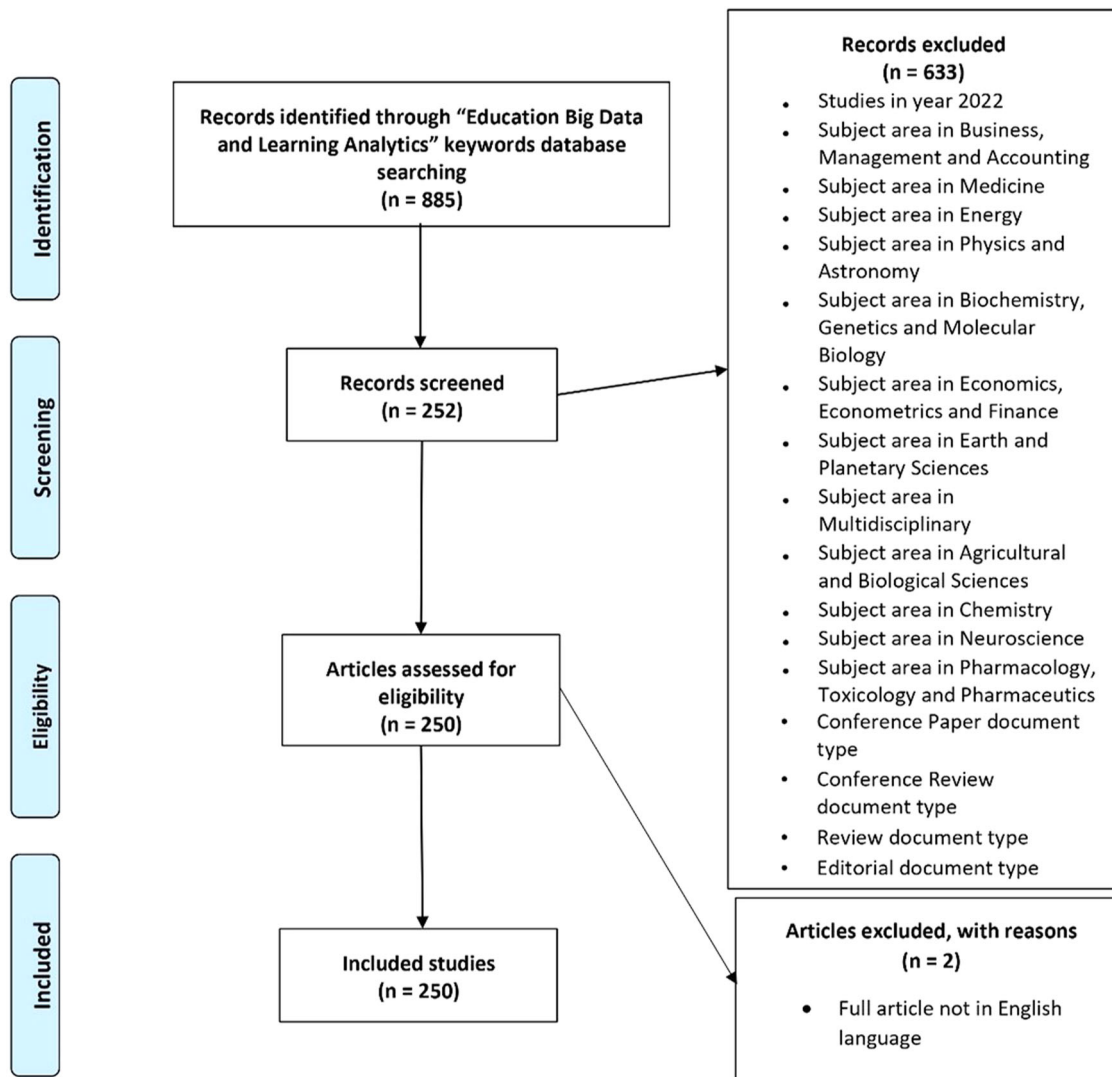 Identification
Records identified through “Education Big Data
and Learning Analytics” keywords database
searching
(n = 885)
Records excluded
(n = 633)
• Studies in year 2022
• Subject area in Business,
Management and Accounting
• Subject area in Medicine
• Subject area in Energy
• Subject area in Physics and
Astronomy
• Subject area in Biochemistry,
Genetics and Molecular
Biology
• Subject area in Economics,
Econometrics and Finance
• Subject area in Earth and
Planetary Sciences
• Subject area in
Multidisciplinary
• Subject area in Agricultural
and Biological Sciences
• Subject area in Chemistry
• Subject area in Neuroscience
• Subject area in Pharmacology,
Toxicology and Pharmaceutics
• Conference Paper document
type
• Conference Review
document type
• Review document type
• Editorial document type
Screening
Records screened
(n = 252)
Eligibility
Articles assessed for
eligibility
(n = 250)
Articles excluded, with reasons
(n = 2)
• Full article not in English
language
Included
Included studies
(n = 250)